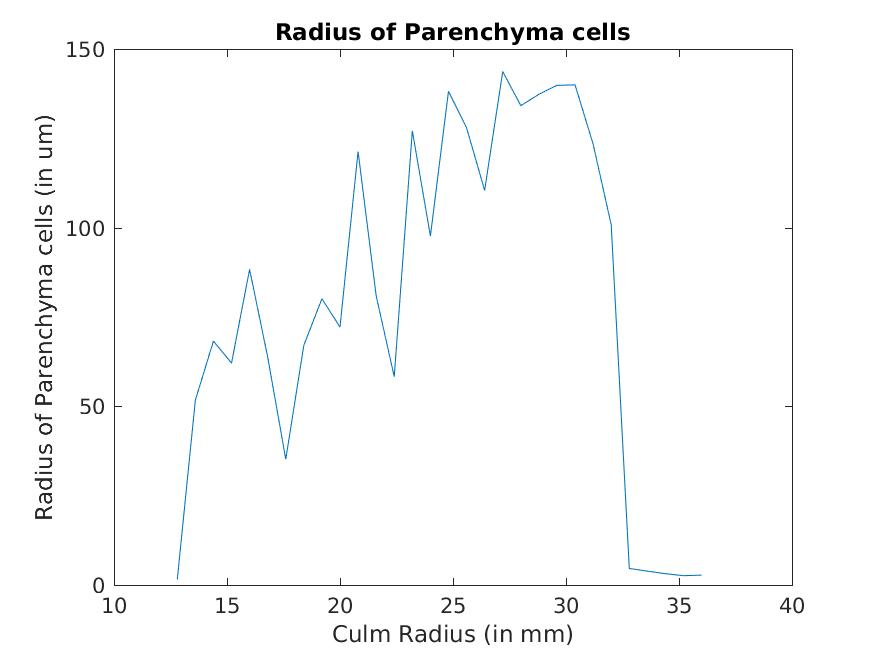 Radius of Parenchyma cells
150
100
50
0
Radius of Parenchyma cells (in um)
10 15 20 25 30 35 40
Culm Radius (in mm)